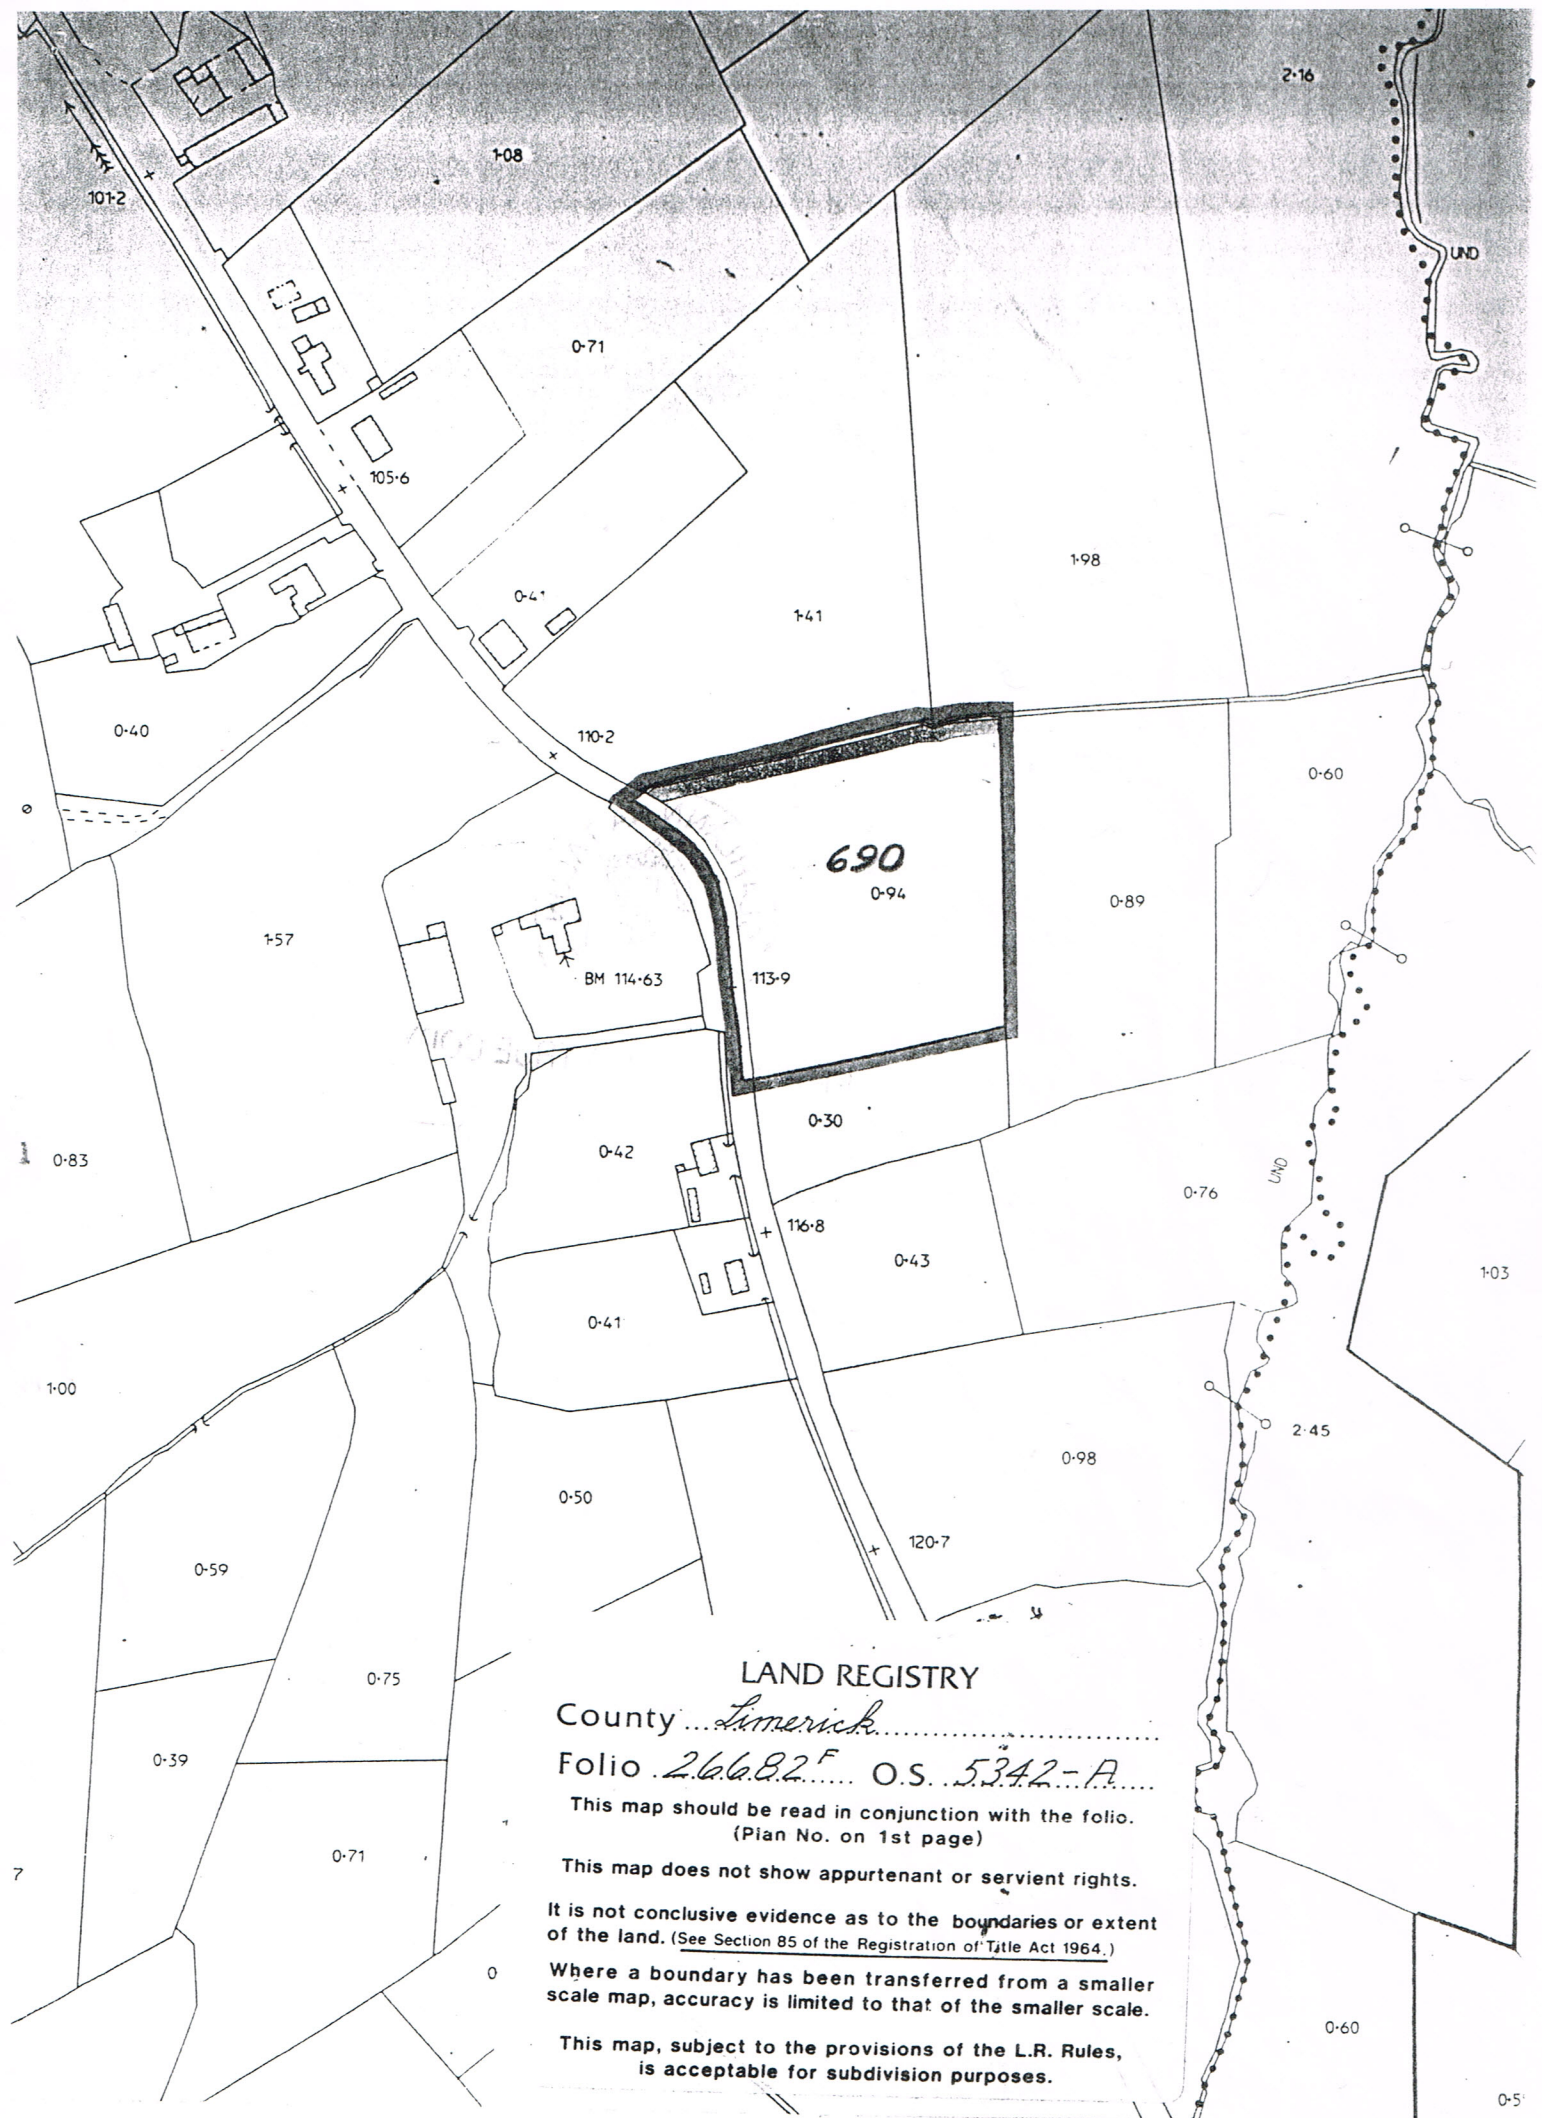 2·16
1·08
101·2
UND
0·71
105·6
1·98
0·41
1·41
0·40
110·2
0·60
690
0·94
0·89
1·57
BM 114·63
113·9
0·30
0·42
0·83
UND
0·76
116·8
0·43
1·03
0·41
1·00
2·45
0·98
0·50
120·7
0·59
0·75
0·39
0·71
7
0
0·60
0·5
LAND REGISTRY
County Limerick
Folio 26682F O.S. 5342-A
This map should be read in conjunction with the folio.
(Plan No. on 1st page)
This map does not show appurtenant or servient rights.
It is not conclusive evidence as to the boundaries or extent
of the land. (See Section 85 of the Registration of Title Act 1964.)
Where a boundary has been transferred from a smaller
scale map, accuracy is limited to that of the smaller scale.
This map, subject to the provisions of the L.R. Rules,
is acceptable for subdivision purposes.